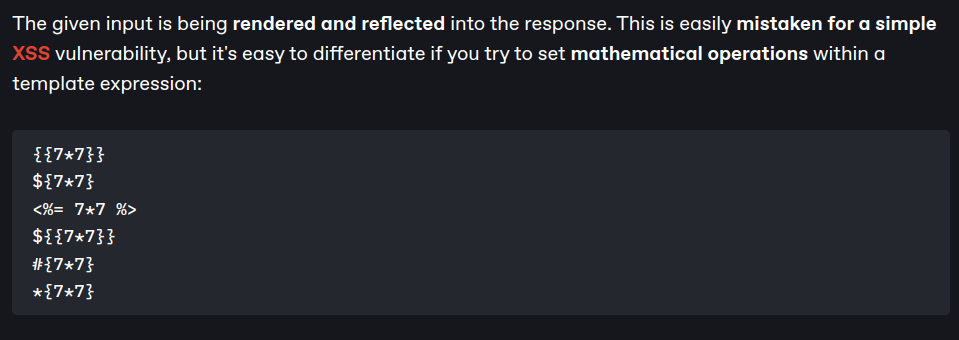 The given input is being rendered and reflected into the response. This is easily mistaken for a simple
XSS vulnerability, but it's easy to differentiate if you try to set mathematical operations within a
template expression:
{{7*7}}
${7*7}
<%= 7*7 %>
${{7*7}}
#{7*7}
*{7*7}